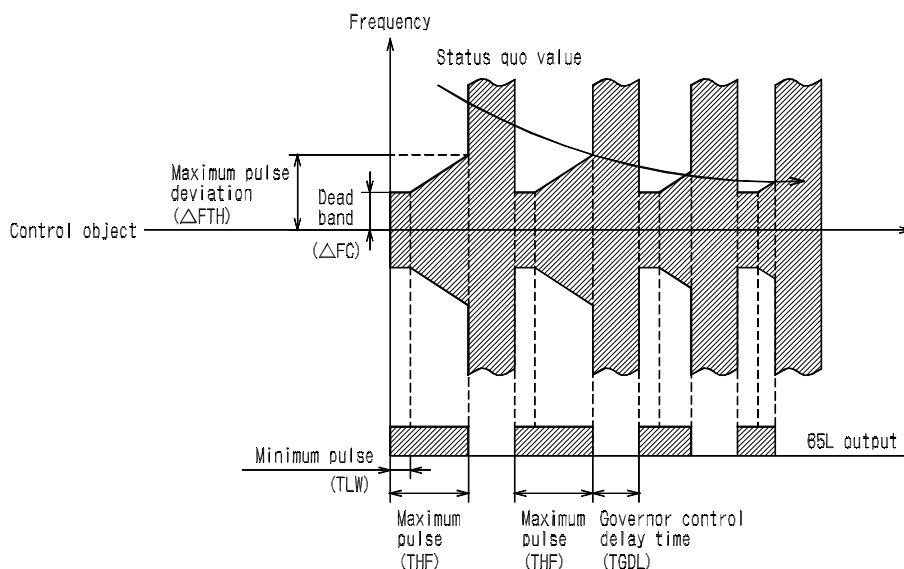 Frequency
Status quo value
Maximum pulse
deviation
(△FTH)
Dead
band
(△FC)
Control object
65L output
Minimum pulse
(TLW)
Maximum
pulse
(THF)
Maximum
pulse
(THF)
Governor control
delay time
(TGDL)